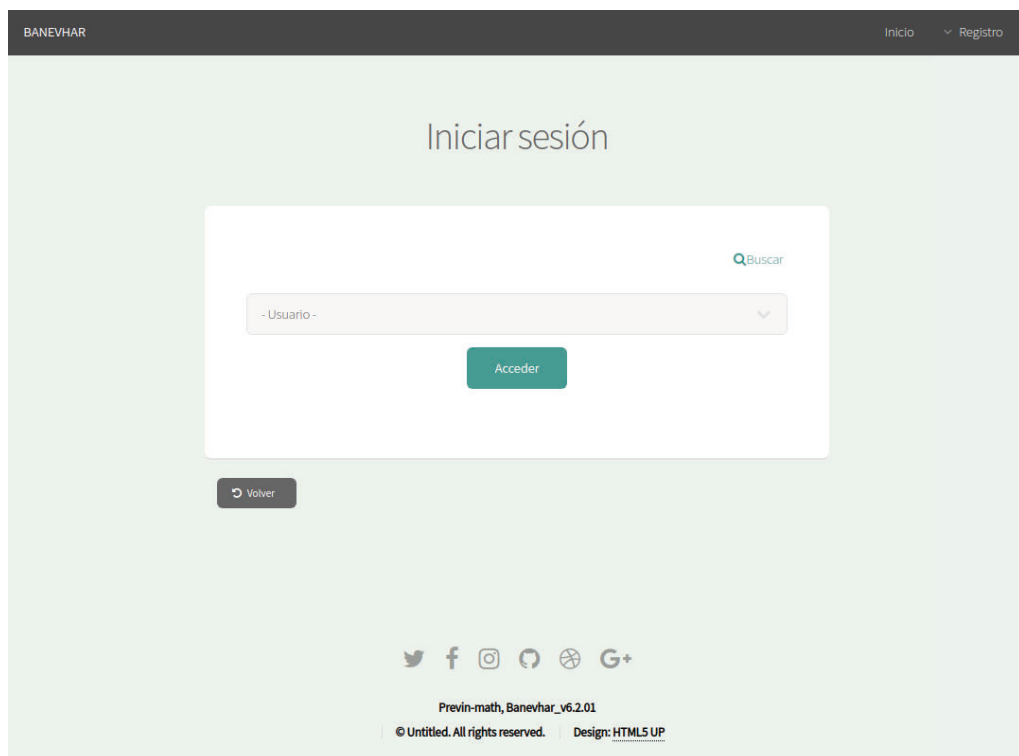 BANEVHAR Inicio Registro
Iniciar sesión
Buscar
- Usuario -
Acceder
Volver
Previn-math, Banevhar_v6.2.01
© Untitled. All rights reserved. Design: HTML5 UP